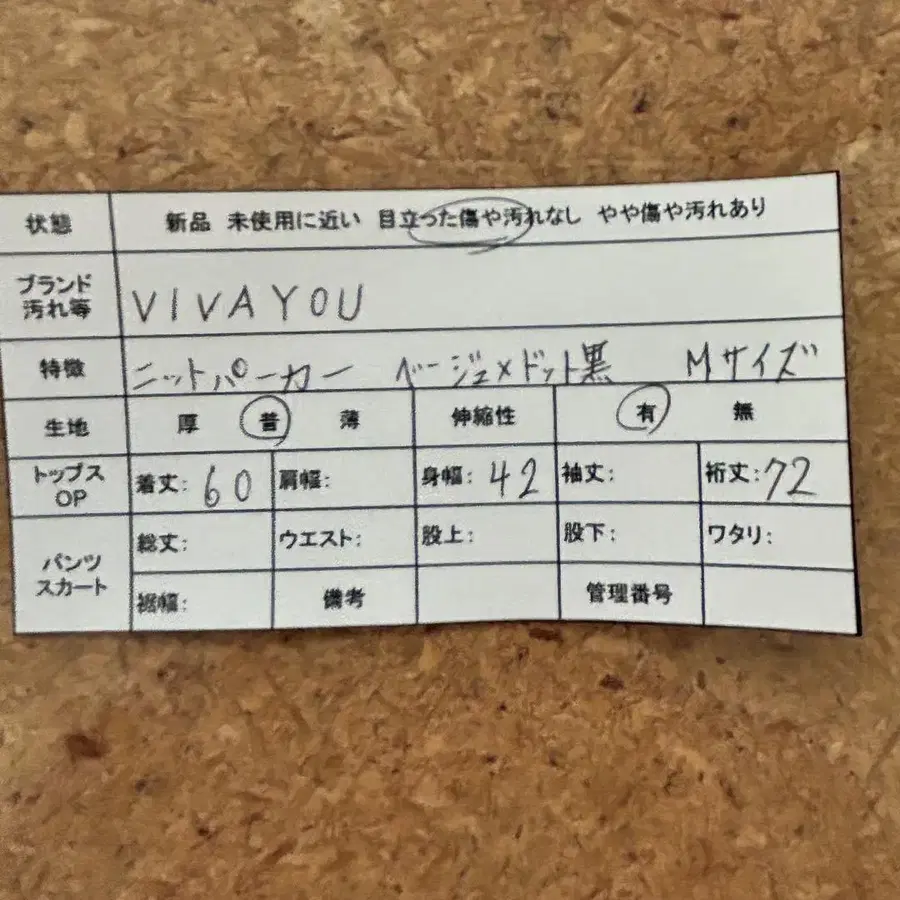 状態 新品 未使用に近い 目立った傷や汚れなし やや傷や汚れあり
ブランド
汚れ等 VIVAYOU
特徴 ニットパーカー ベージュ×ドット黒 Mサイズ
生地 厚 普 薄 伸縮性 有 無
トップス
OP 着丈: 60 肩幅: 身幅: 42 袖丈: 裄丈: 72
パンツ
スカート 総丈: ウエスト: 股上: 股下: ワタリ:
裾幅: 備考 管理番号